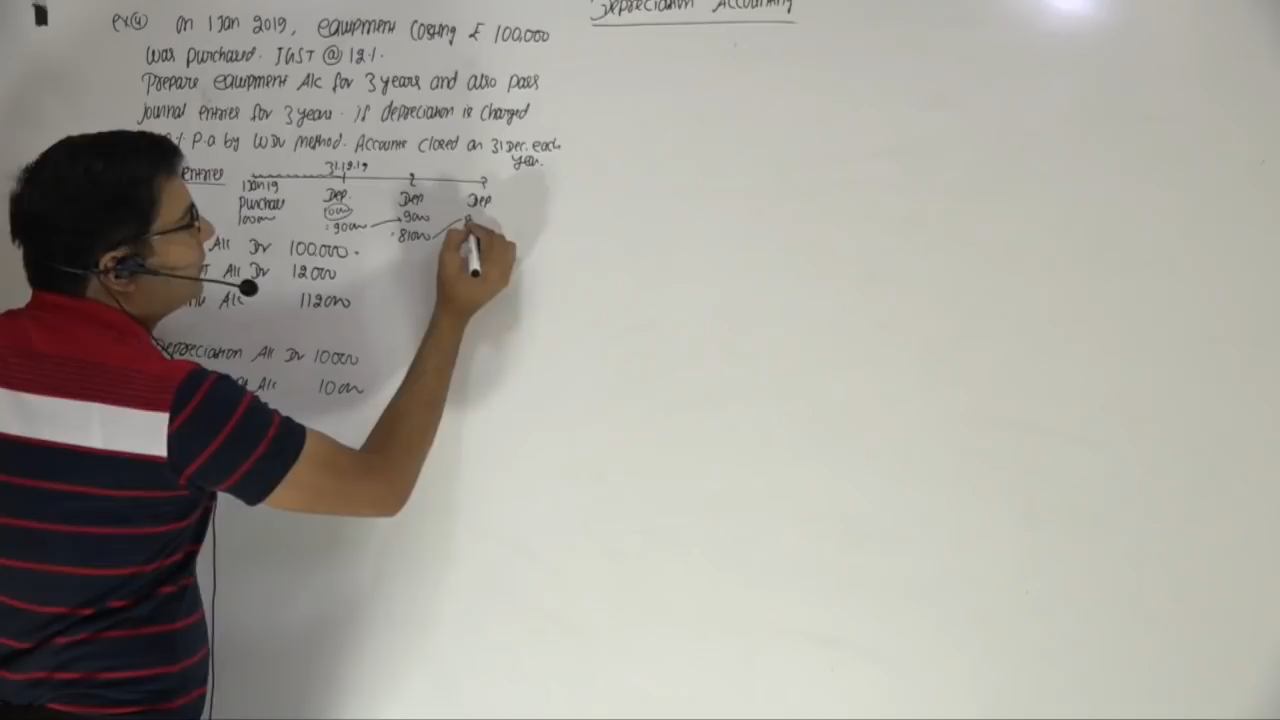 Depreciation Accounting
ex④ on 1 Jan 2019, equipment costing ₤ 100,000
was purchased. IGST @ 12%.
Prepare equipment A/c for 3 years and also pass
journal entries for 3 years. If depreciation is charged
% P.a by WDV method. Accounts closed on 31 Dec. each
year.
entries
31.12.19
1 Jan 19
Purchase
Dep. Dep Dep
9000
90000
81000
A/c Dr 100,000
A/c Dr 12000
A/c 112000
Depreciation A/c Dr 10000
A/c 10000